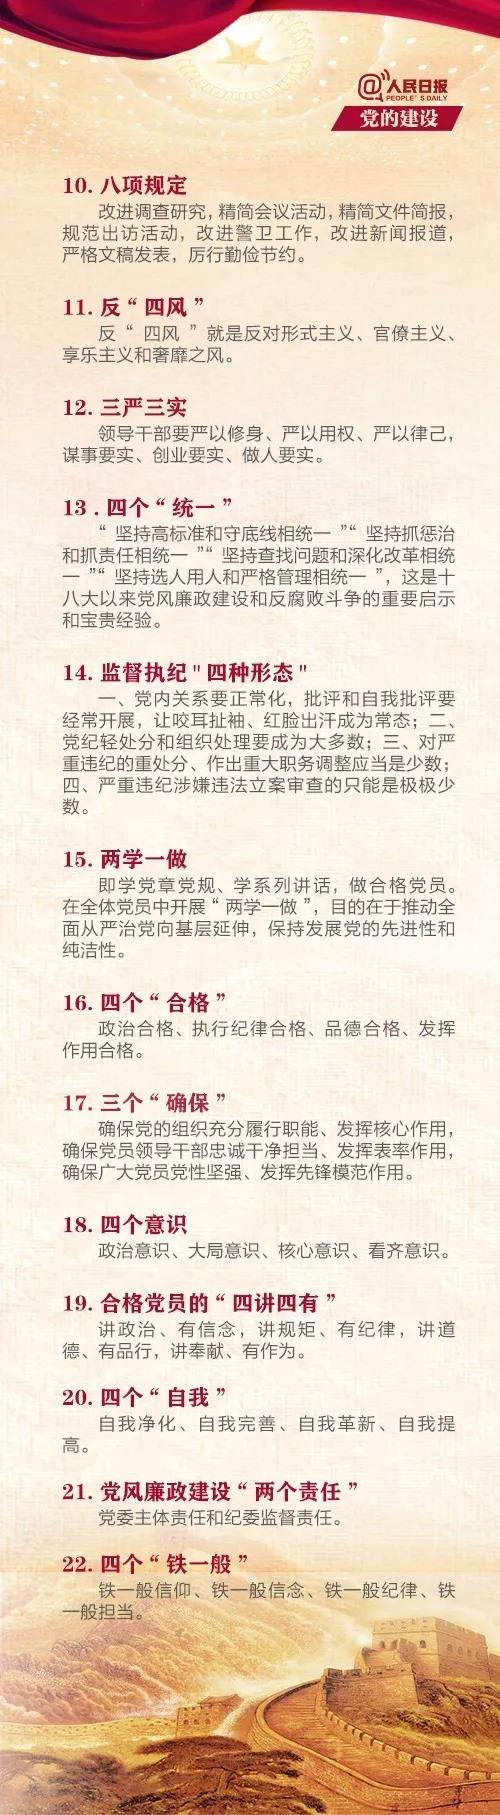 @人民日报
PEOPLE'S DAILY
党的建设
10. 八项规定
改进调查研究，精简会议活动，精简文件简报，
规范出访活动，改进警卫工作，改进新闻报道，
严格文稿发表，厉行勤俭节约。
11. 反“四风”
反“ 四风 ”就是反对形式主义、官僚主义、
享乐主义和奢靡之风。
12. 三严三实
领导干部要严以修身、严以用权、严以律己，
谋事要实、创业要实、做人要实。
13 . 四个“统一”
“ 坚持高标准和守底线相统一 ”“ 坚持抓惩治
和抓责任相统一 ”“ 坚持查找问题和深化改革相统
一 ”“ 坚持选人用人和严格管理相统一 ”，这是十
八大以来党风廉政建设和反腐败斗争的重要启示
和宝贵经验。
14. 监督执纪"四种形态"
一、党内关系要正常化，批评和自我批评要
经常开展，让咬耳扯袖、红脸出汗成为常态；二、
党纪轻处分和组织处理要成为大多数；三、对严
重违纪的重处分、作出重大职务调整应当是少数；
四、严重违纪涉嫌违法立案审查的只能是极极少
数。
15. 两学一做
即学党章党规、学系列讲话，做合格党员。
在全体党员中开展“两学一做”，目的在于推动全
面从严治党向基层延伸，保持发展党的先进性和
纯洁性。
16. 四个“合格”
政治合格、执行纪律合格、品德合格、发挥
作用合格。
17. 三个“确保”
确保党的组织充分履行职能、发挥核心作用，
确保党员领导干部忠诚干净担当、发挥表率作用，
确保广大党员党性坚强、发挥先锋模范作用。
18. 四个意识
政治意识、大局意识、核心意识、看齐意识。
19. 合格党员的“四讲四有”
讲政治、有信念，讲规矩、有纪律，讲道
德、有品行，讲奉献、有作为。
20. 四个“自我”
自我净化、自我完善、自我革新、自我提
高。
21. 党风廉政建设“两个责任”
党委主体责任和纪委监督责任。
22. 四个“铁一般”
铁一般信仰、铁一般信念、铁一般纪律、铁
一般担当。